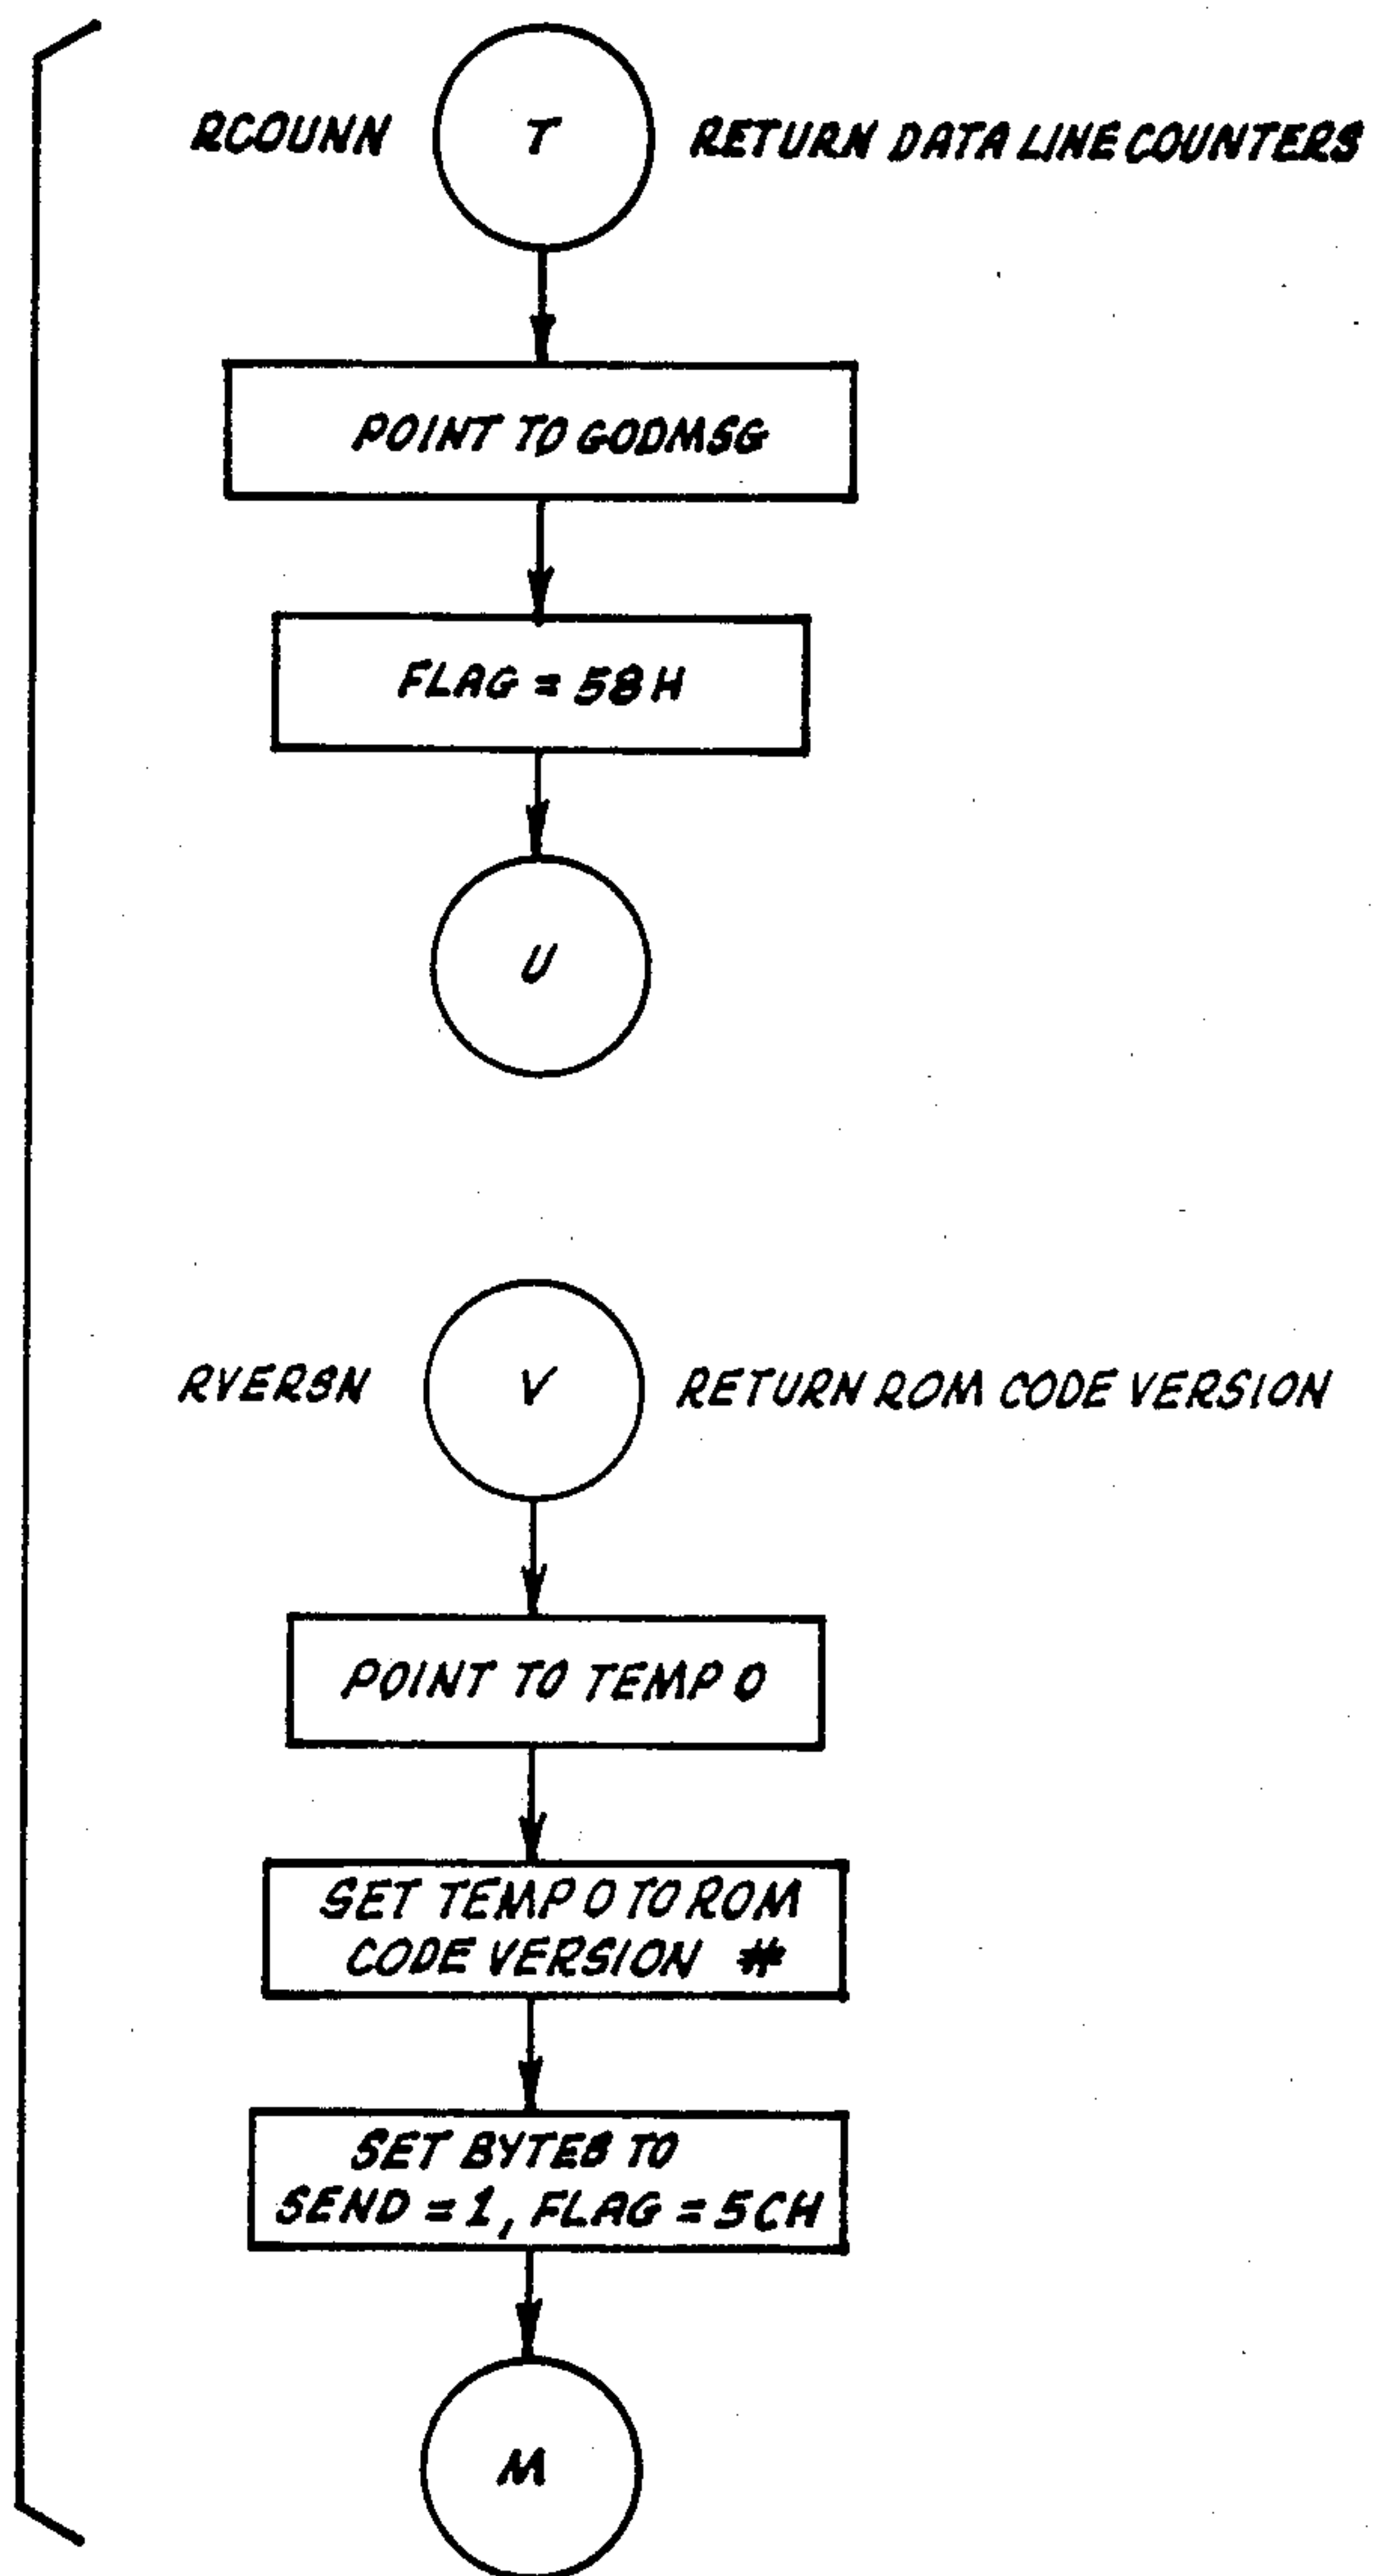 RCOUNN T RETURN DATA LINE COUNTERS
POINT TO GODMSG
FLAG = 58H
U
RVERSN V RETURN ROM CODE VERSION
POINT TO TEMP 0
SET TEMP 0 TO ROM
CODE VERSION #
SET BYTES TO
SEND = 1, FLAG = 5CH
M